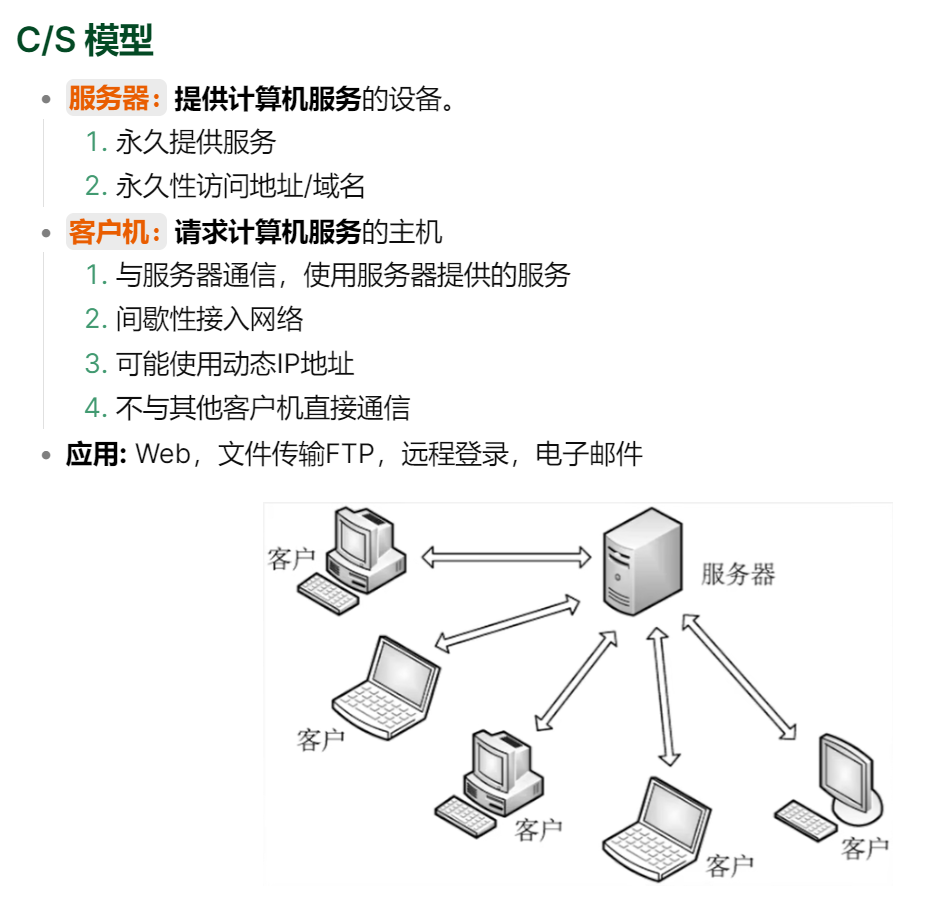 C/S 模型
服务器：提供计算机服务的设备。
1. 永久提供服务
2. 永久性访问地址/域名
客户机：请求计算机服务的主机
1. 与服务器通信，使用服务器提供的服务
2. 间歇性接入网络
3. 可能使用动态IP地址
4. 不与其他客户机直接通信
应用: Web，文件传输FTP，远程登录，电子邮件
客户
服务器
客户
客户
客户
客户